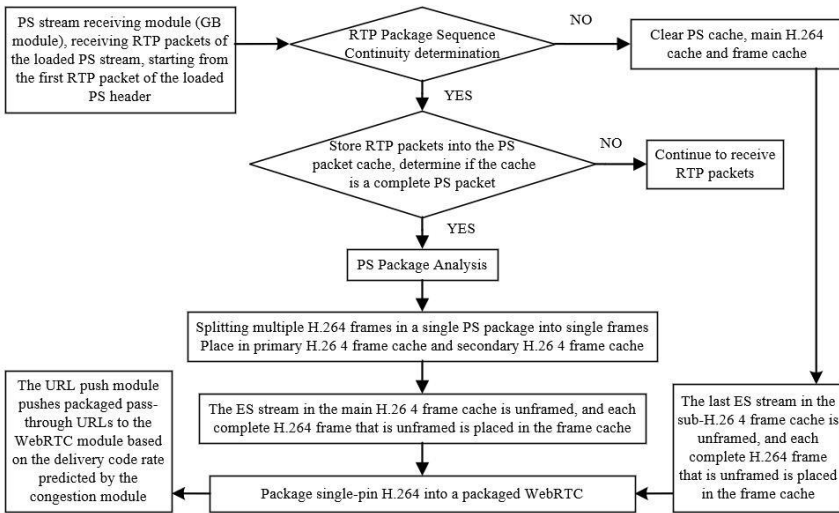 PS stream receiving module (GB
module), receiving RTP packets of
the loaded PS stream, starting from
the first RTP packet of the loaded
PS header
RTP Package Sequence
Continuity determination
NO
Clear PS cache, main H.264
cache and frame cache
YES
Store RTP packets into the PS
packet cache, determine if the cache
is a complete PS packet
NO
Continue to receive
RTP packets
YES
PS Package Analysis
Splitting multiple H.264 frames in a single PS package into single frames
Place in primary H.26 4 frame cache and secondary H.26 4 frame cache
The URL push module
pushes packaged pass-
through URLs to the
WebRTC module based
on the delivery code rate
predicted by the
congestion module
The ES stream in the main H.26 4 frame cache is unframed, and each
complete H.264 frame that is unframed is placed in the frame cache
The last ES stream in the
sub-H.26 4 frame cache is
unframed, and each
complete H.264 frame
that is unframed is placed
in the frame cache
Package single-pin H.264 into a packaged WebRTC